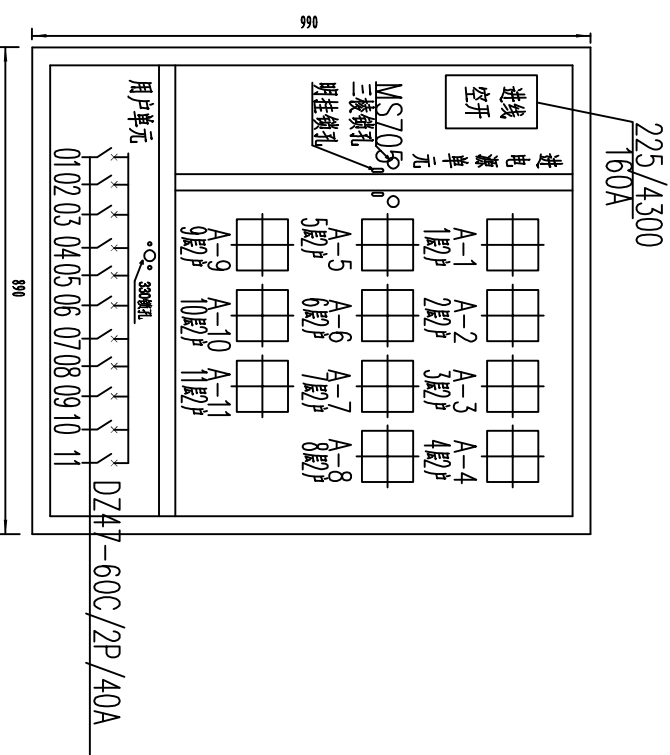 990
890
225/4300
160A
进线
空开
进电源单元
MS705
三棱锁孔
明挂锁孔
A-1
1层2户
A-2
2层2户
A-3
3层2户
A-4
4层2户
A-5
5层2户
A-6
6层2户
A-7
7层2户
A-8
8层2户
A-9
9层2户
A-10
10层2户
A-11
11层2户
用户单元
330锁孔
01 02 03 04 05 06 07 08 09 10 11
DZ47-60C/2P/40A